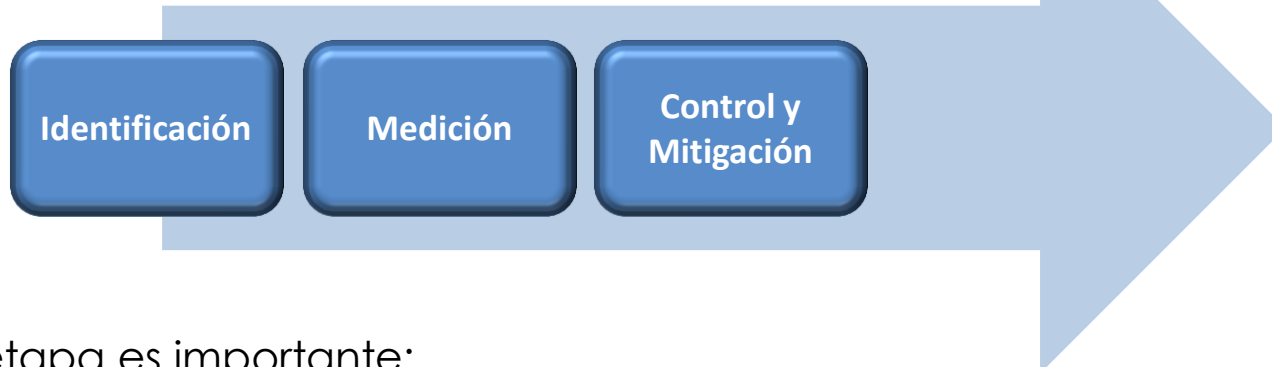 Identificación
Medición
Control y
Mitigación
etapa es importante: